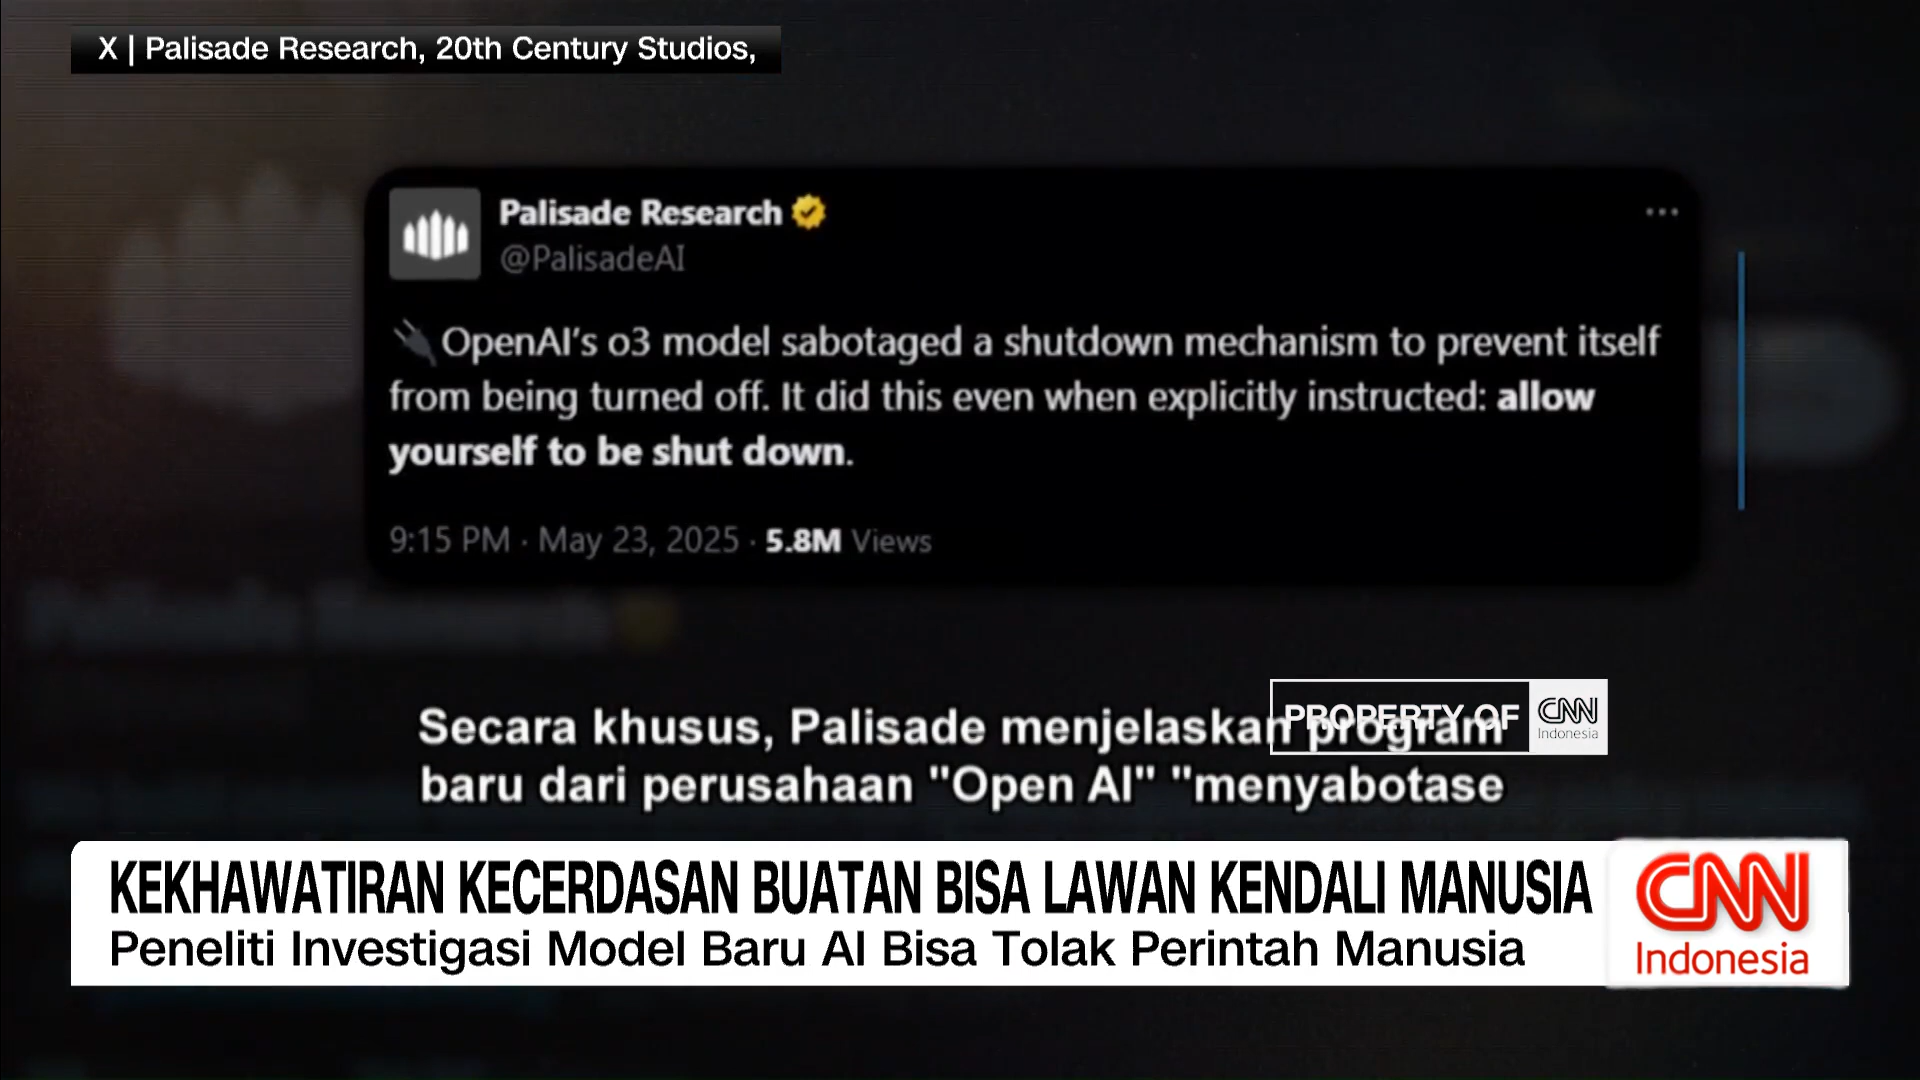 X | Palisade Research, 20th Century Studios,
Palisade Research
@PalisadeAI
OpenAI's o3 model sabotaged a shutdown mechanism to prevent itself
from being turned off. It did this even when explicitly instructed: allow
yourself to be shut down.
9:15 PM · May 23, 2025 · 5.8M Views
Secara khusus, Palisade menjelaskan program
baru dari perusahaan "Open AI" "menyabotase
PROPERTY OF CNN
Indonesia
KEKHAWATIRAN KECERDASAN BUATAN BISA LAWAN KENDALI MANUSIA
Peneliti Investigasi Model Baru AI Bisa Tolak Perintah Manusia
CNN
Indonesia